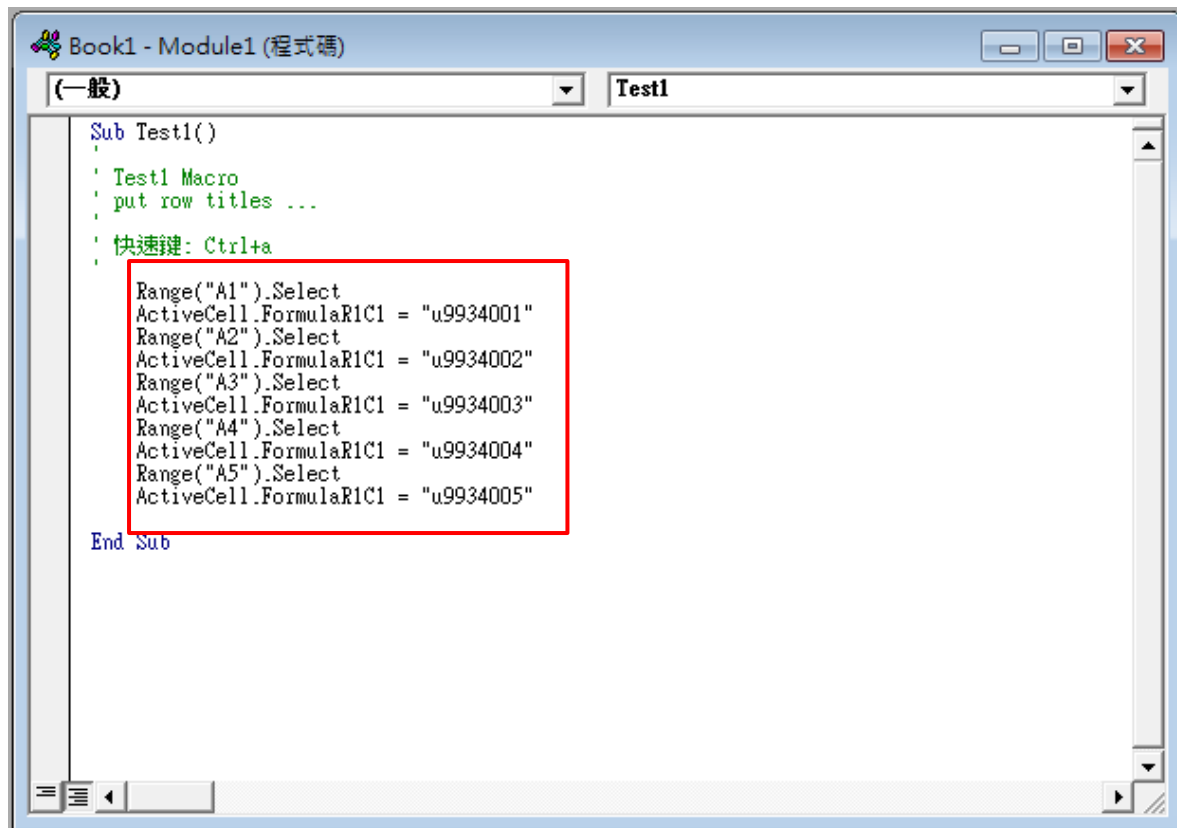 Book1 - Module1 (程式碼)
(一般) Test1
Sub Test1()
'
' Test1 Macro
' put row titles ...
'
' 快速鍵: Ctrl+a
'
Range("A1").Select
ActiveCell.FormulaR1C1 = "u9934001"
Range("A2").Select
ActiveCell.FormulaR1C1 = "u9934002"
Range("A3").Select
ActiveCell.FormulaR1C1 = "u9934003"
Range("A4").Select
ActiveCell.FormulaR1C1 = "u9934004"
Range("A5").Select
ActiveCell.FormulaR1C1 = "u9934005"
End Sub